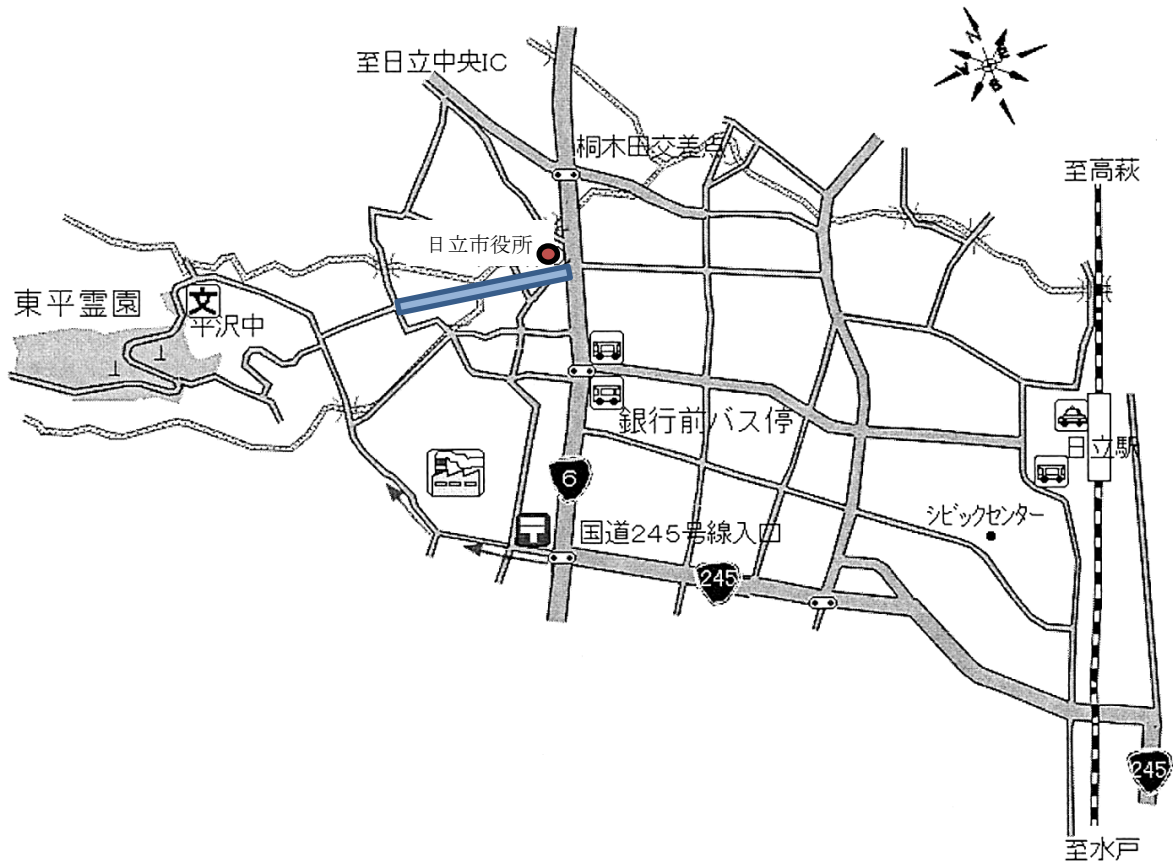 至日立中央IC
桐木田交差点
至高萩
日立市役所
東平霊園
文
平沢中
銀行前バス停
日立駅
6
シビックセンター
国道245号線入口
245
245
至水戸